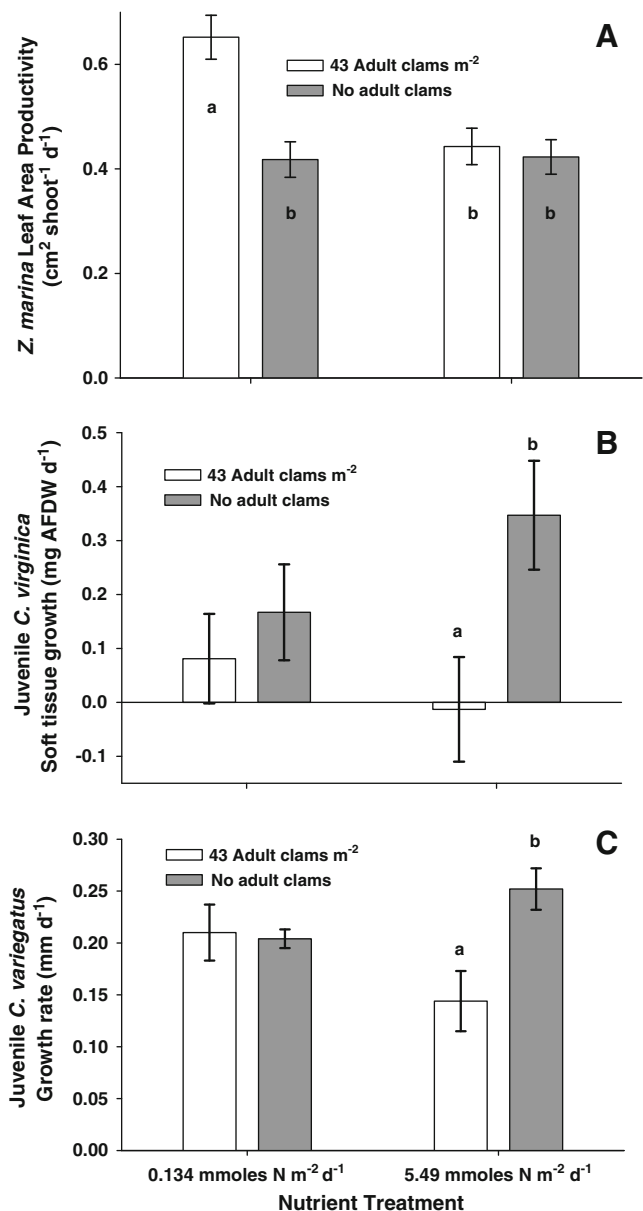 A
Z. marina Leaf Area Productivity
(cm² shoot⁻¹ d⁻¹)
0.6
0.4
0.2
0.0
43 Adult clams m⁻²
No adult clams
a
b
b
b
B
Juvenile C. virginica
Soft tissue growth (mg AFDW d⁻¹)
0.5
0.4
0.3
0.2
0.1
0.0
-0.1
43 Adult clams m⁻²
No adult clams
a
b
C
Juvenile C. variegatus
Growth rate (mm d⁻¹)
0.30
0.25
0.20
0.15
0.10
0.05
0.00
43 Adult clams m⁻²
No adult clams
a
b
0.134 mmoles N m⁻² d⁻¹
5.49 mmoles N m⁻² d⁻¹
Nutrient Treatment